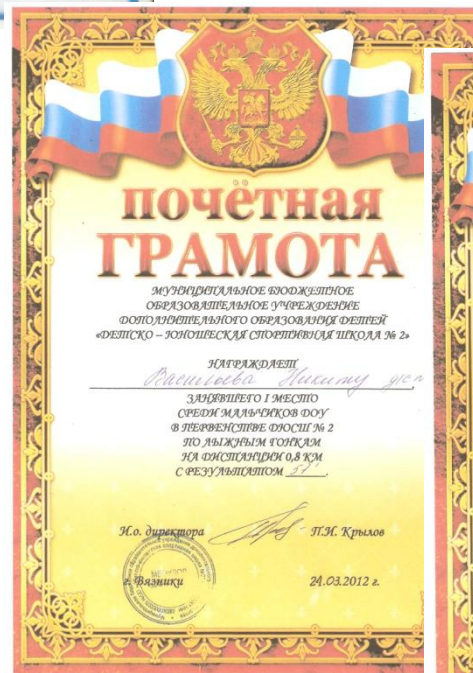 почётная
ГРАМОТА
МУНИЦИПАЛЬНОЕ БЮДЖЕТНОЕ
ОБРАЗОВАТЕЛЬНОЕ УЧРЕЖДЕНИЕ
ДОПОЛНИТЕЛЬНОГО ОБРАЗОВАНИЯ ДЕТЕЙ
«ДЕТСКО – ЮНОШЕСКАЯ СПОРТИВНАЯ ШКОЛА № 2»
НАГРАЖДАЕТ
Васильева Никиту
ЗАНЯВШЕГО I МЕСТО
СРЕДИ МАЛЬЧИКОВ ДОУ
В ПЕРВЕНСТВЕ ДЮСШ № 2
ПО ЛЫЖНЫМ ГОНКАМ
НА ДИСТАНЦИИ 0,8 КМ
С РЕЗУЛЬТАТОМ
И.о. директора П.И. Крылов
г. Вязники 24.03.2012 г.